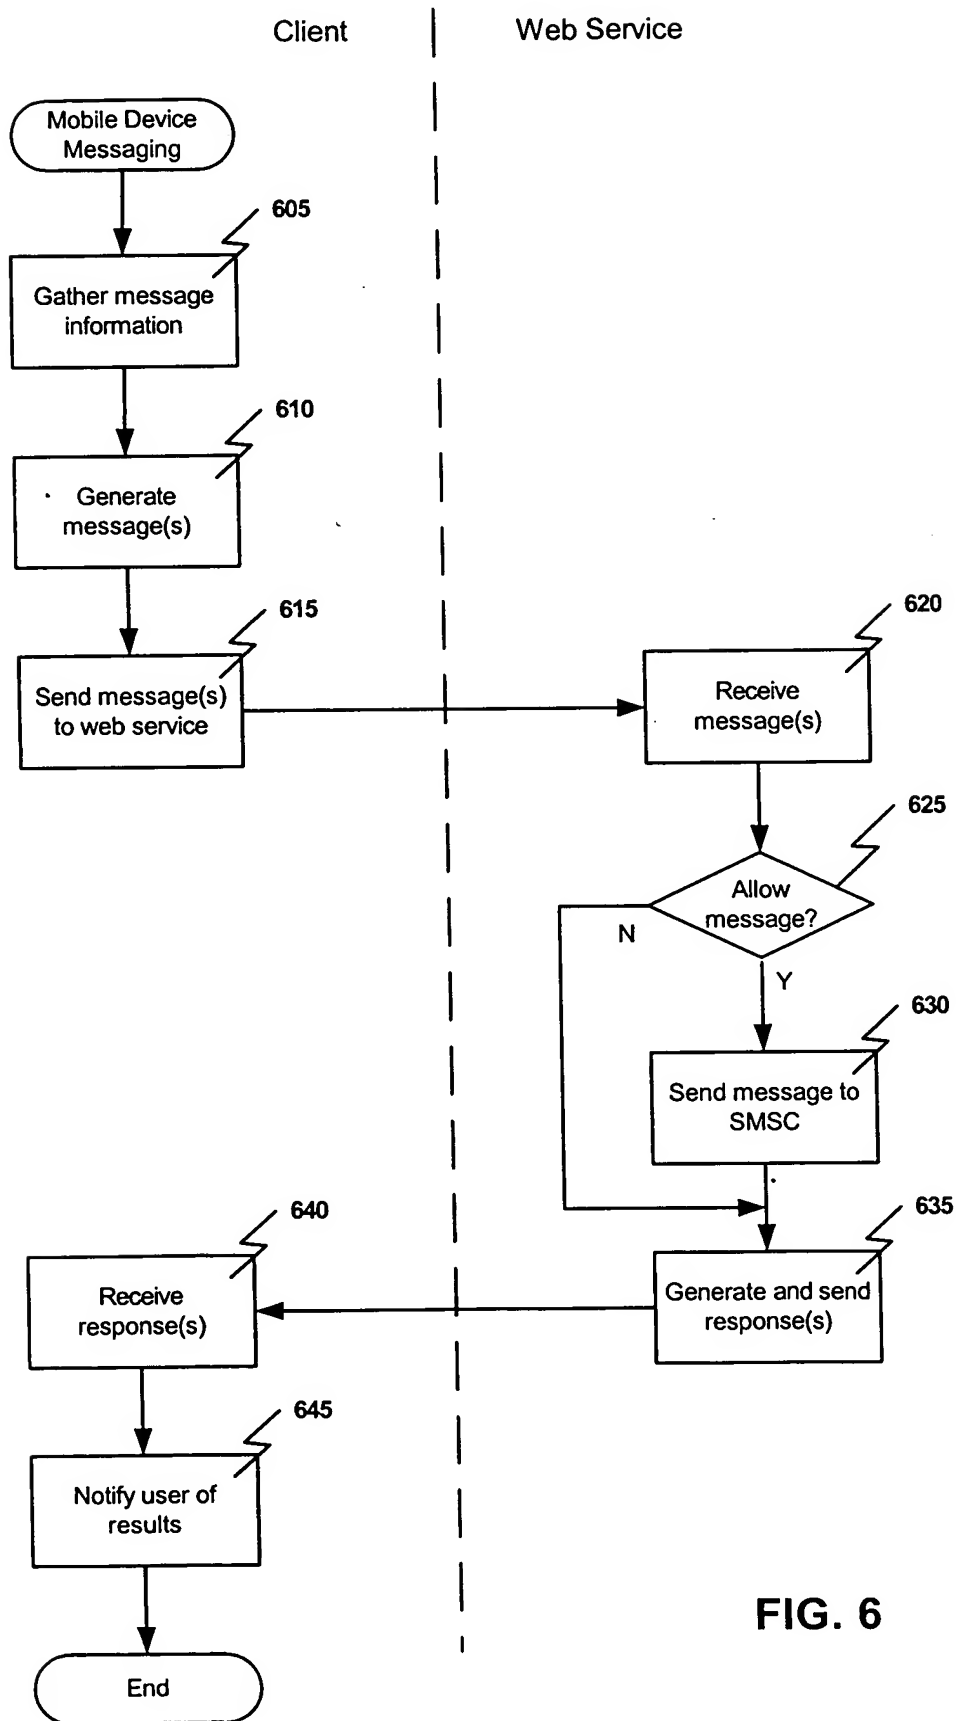 Client
Web Service
Mobile Device
Messaging
605
Gather message
information
610
Generate
message(s)
615
Send message(s)
to web service
620
Receive
message(s)
625
Allow
message?
N
Y
630
Send message to
SMSC
635
Generate and send
response(s)
640
Receive
response(s)
645
Notify user of
results
End
FIG. 6